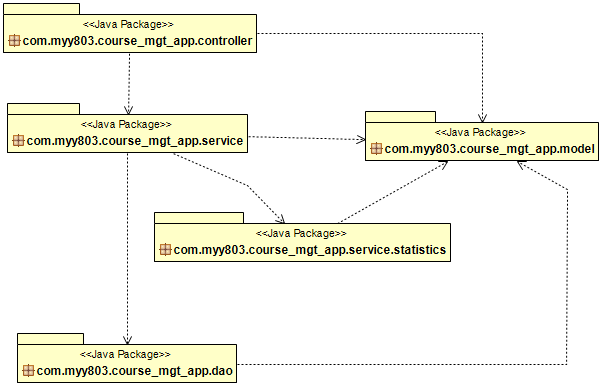 <<Java Package>>
com.myy803.course_mgt_app.controller
<<Java Package>>
com.myy803.course_mgt_app.service
<<Java Package>>
com.myy803.course_mgt_app.model
<<Java Package>>
com.myy803.course_mgt_app.service.statistics
<<Java Package>>
com.myy803.course_mgt_app.dao